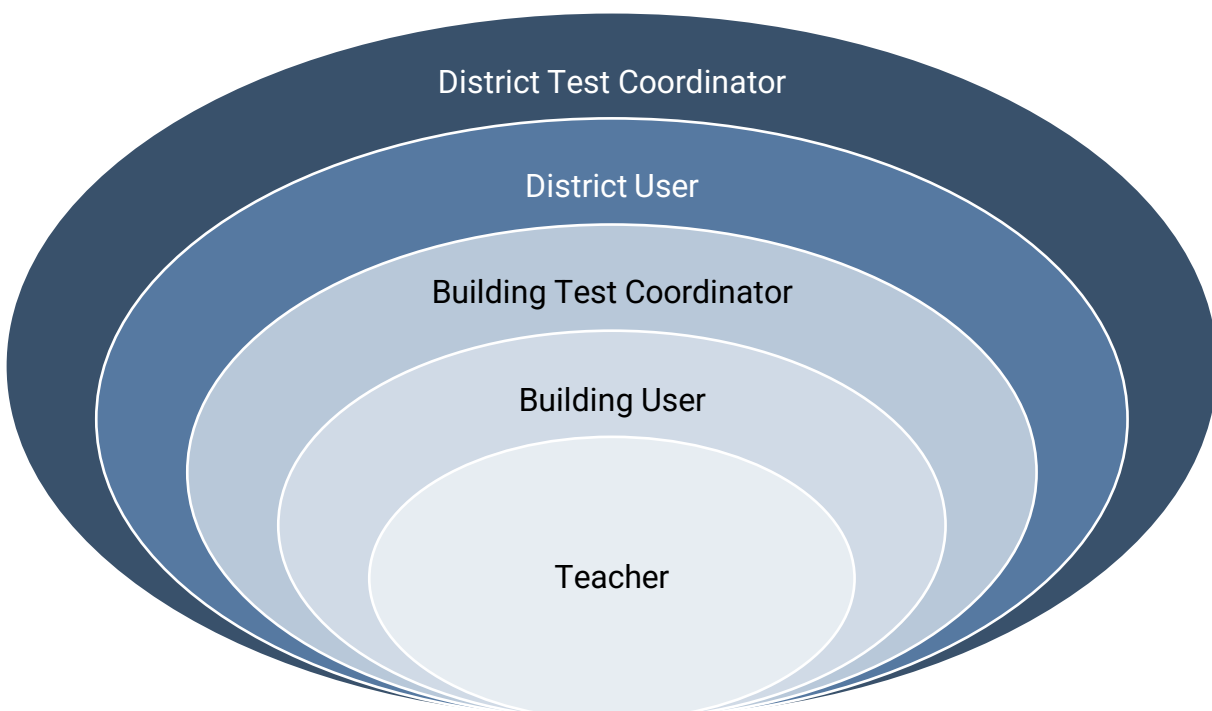 District Test Coordinator
District User
Building Test Coordinator
Building User
Teacher